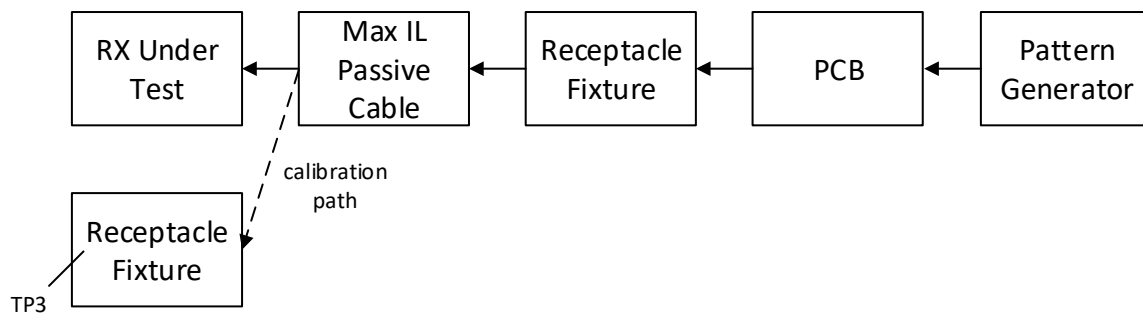 RX Under
Test
Max IL
Passive
Cable
Receptacle
Fixture
PCB
Pattern
Generator
calibration
path
Receptacle
Fixture
TP3